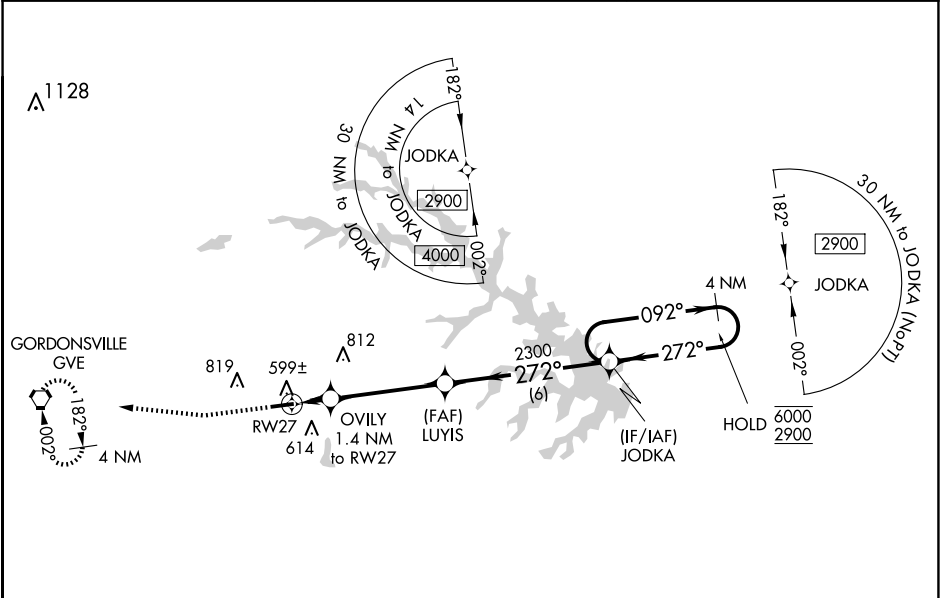 1128
182°
14 NM to JODKA
30 NM to JODKA
JODKA
2900
4000
002°
30 NM to JODKA (NoPT)
182°
2900
JODKA
002°
4 NM
092°
272°
HOLD
6000
2900
2300
272°
(6)
(IF/IAF)
JODKA
(FAF)
LUYIS
812
819
599±
614
RW27
OVILY
1.4 NM
to RW27
GORDONSVILLE
GVE
182°
002°
4 NM